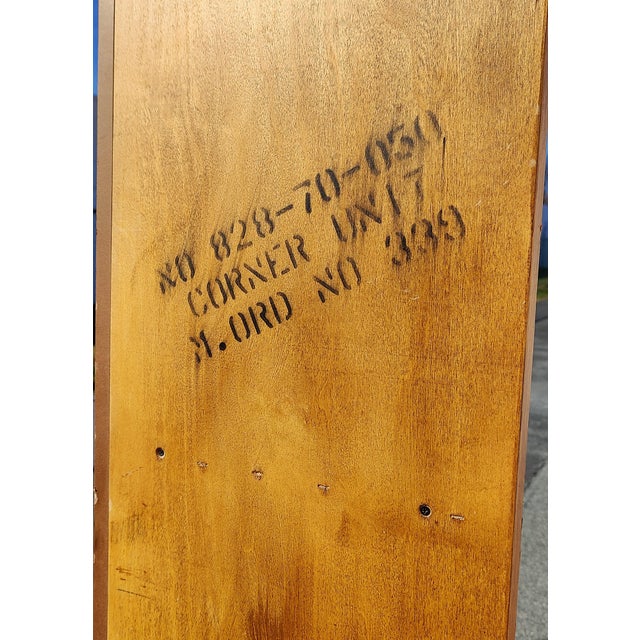 NO 828-70-050
CORNER UNIT
M.ORD NO 339